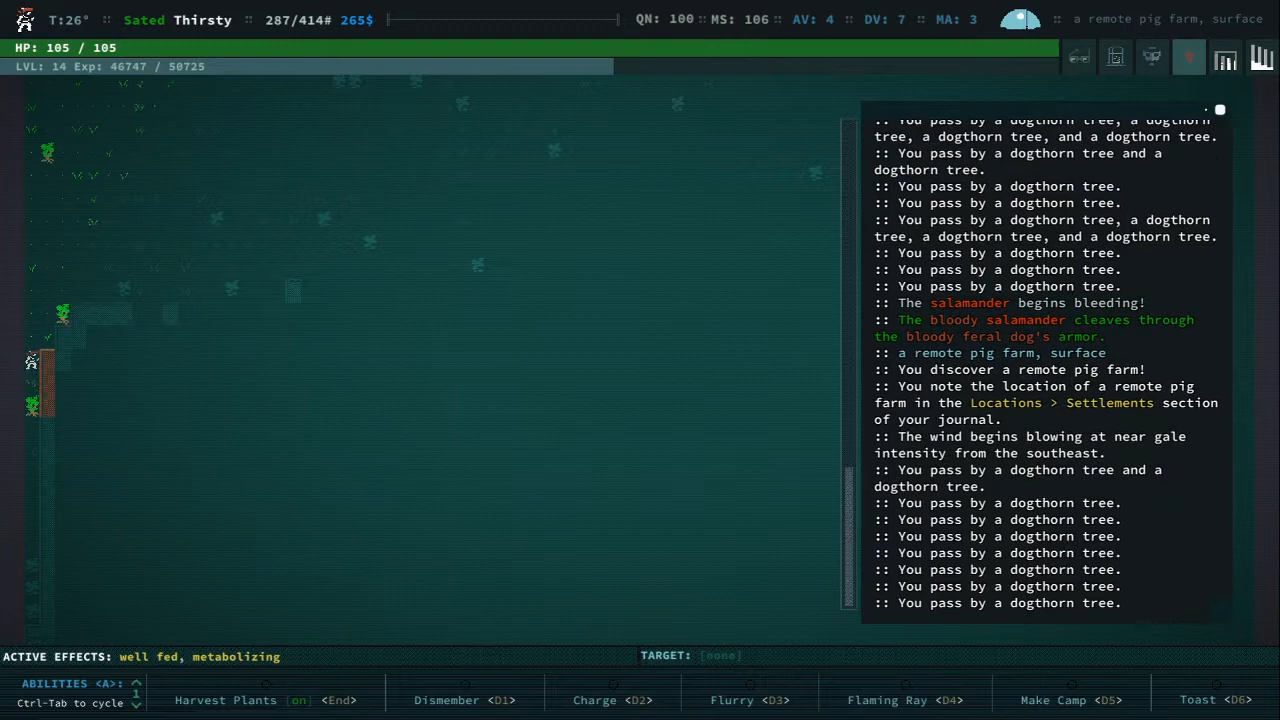 T:26° :: Sated Thirsty :: 287/414# 265$ QN: 100 :: MS: 106 :: AV: 4 :: DV: 7 :: MA: 3 :: a remote pig farm, surface
HP: 105 / 105
LVL: 14 Exp: 46747 / 50725
:: You pass by a dogthorn tree, a dogthorn
tree, a dogthorn tree, and a dogthorn tree.
:: You pass by a dogthorn tree and a
dogthorn tree.
:: You pass by a dogthorn tree.
:: You pass by a dogthorn tree.
:: You pass by a dogthorn tree, a dogthorn
tree, a dogthorn tree, and a dogthorn tree.
:: You pass by a dogthorn tree.
:: You pass by a dogthorn tree.
:: You pass by a dogthorn tree.
:: The salamander begins bleeding!
:: The bloody salamander cleaves through
the bloody feral dog's armor.
:: a remote pig farm, surface
:: You discover a remote pig farm!
:: You note the location of a remote pig
farm in the Locations > Settlements section
of your journal.
:: The wind begins blowing at near gale
intensity from the southeast.
:: You pass by a dogthorn tree and a
dogthorn tree.
:: You pass by a dogthorn tree.
:: You pass by a dogthorn tree.
:: You pass by a dogthorn tree.
:: You pass by a dogthorn tree.
:: You pass by a dogthorn tree.
:: You pass by a dogthorn tree.
:: You pass by a dogthorn tree.
ACTIVE EFFECTS: well fed, metabolizing
TARGET: [none]
ABILITIES <A>:
1
Ctrl-Tab to cycle
Harvest Plants [on] <End>
Dismember <D1>
Charge <D2>
Flurry <D3>
Flaming Ray <D4>
Make Camp <D5>
Toast <D6>